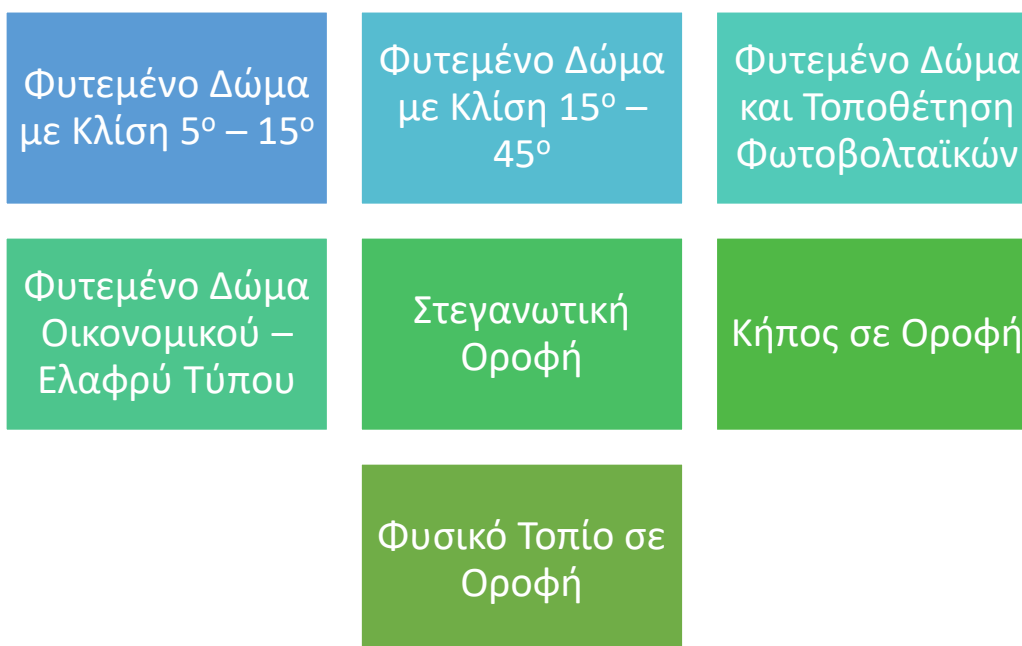 Φυτεμένο Δώμα
με Κλίση 5ο – 15ο
Φυτεμένο Δώμα
με Κλίση 15ο –
45ο
Φυτεμένο Δώμα
και Τοποθέτηση
Φωτοβολταϊκών
Φυτεμένο Δώμα
Οικονομικού –
Ελαφρύ Τύπου
Στεγανωτική
Οροφή
Κήπος σε Οροφή
Φυσικό Τοπίο σε
Οροφή